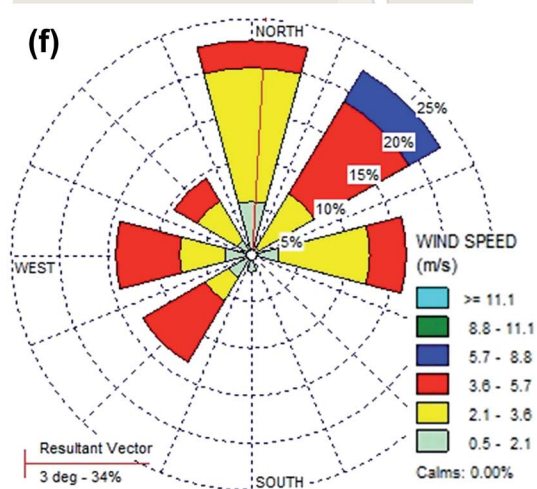 (f)
NORTH
25%
20%
15%
10%
5%
WEST
SOUTH
WIND SPEED
(m/s)
>= 11.1
8.8 - 11.1
5.7 - 8.8
3.6 - 5.7
2.1 - 3.6
0.5 - 2.1
Calms: 0.00%
Resultant Vector
3 deg - 34%